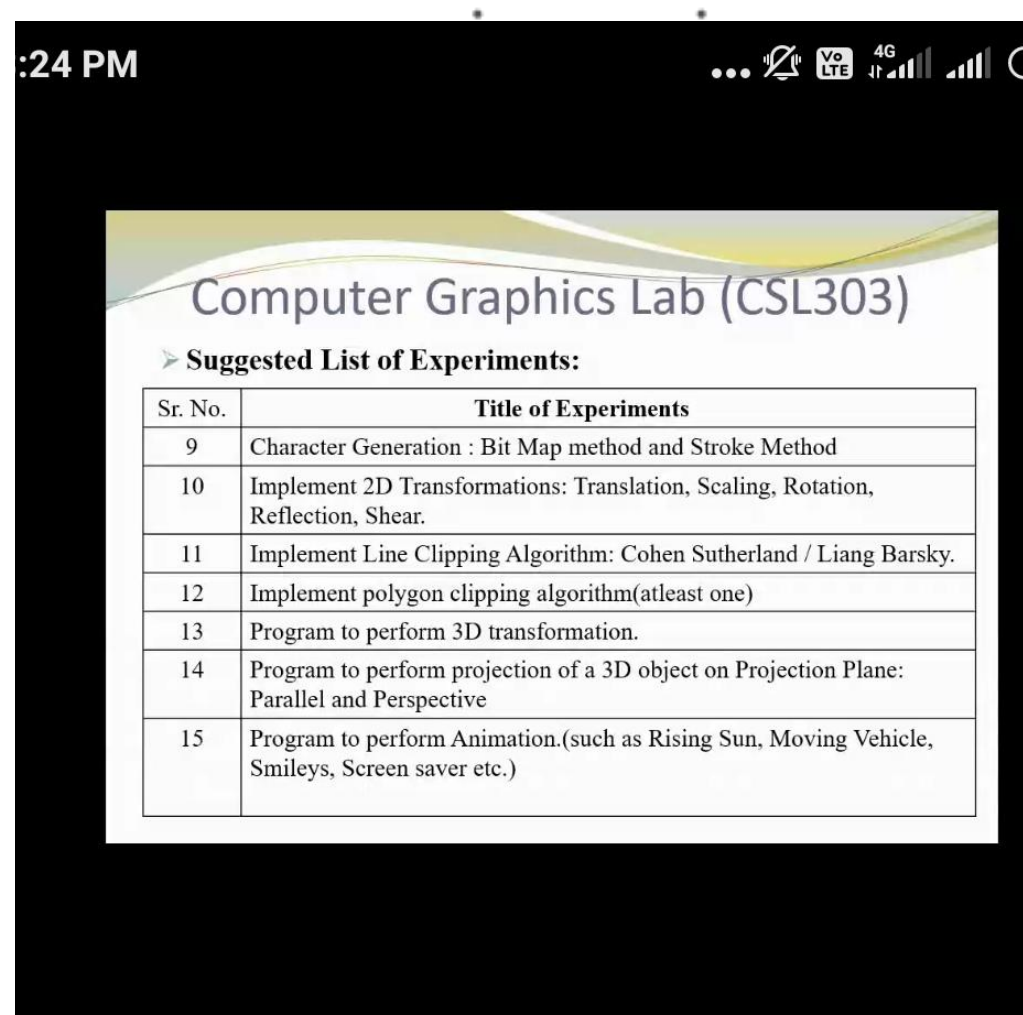 :24 PM
... Vo LTE 4G
Computer Graphics Lab (CSL303)
Suggested List of Experiments:
Sr. No. Title of Experiments
9 Character Generation : Bit Map method and Stroke Method
10 Implement 2D Transformations: Translation, Scaling, Rotation,
Reflection, Shear.
11 Implement Line Clipping Algorithm: Cohen Sutherland / Liang Barsky.
12 Implement polygon clipping algorithm(atleast one)
13 Program to perform 3D transformation.
14 Program to perform projection of a 3D object on Projection Plane:
Parallel and Perspective
15 Program to perform Animation.(such as Rising Sun, Moving Vehicle,
Smileys, Screen saver etc.)